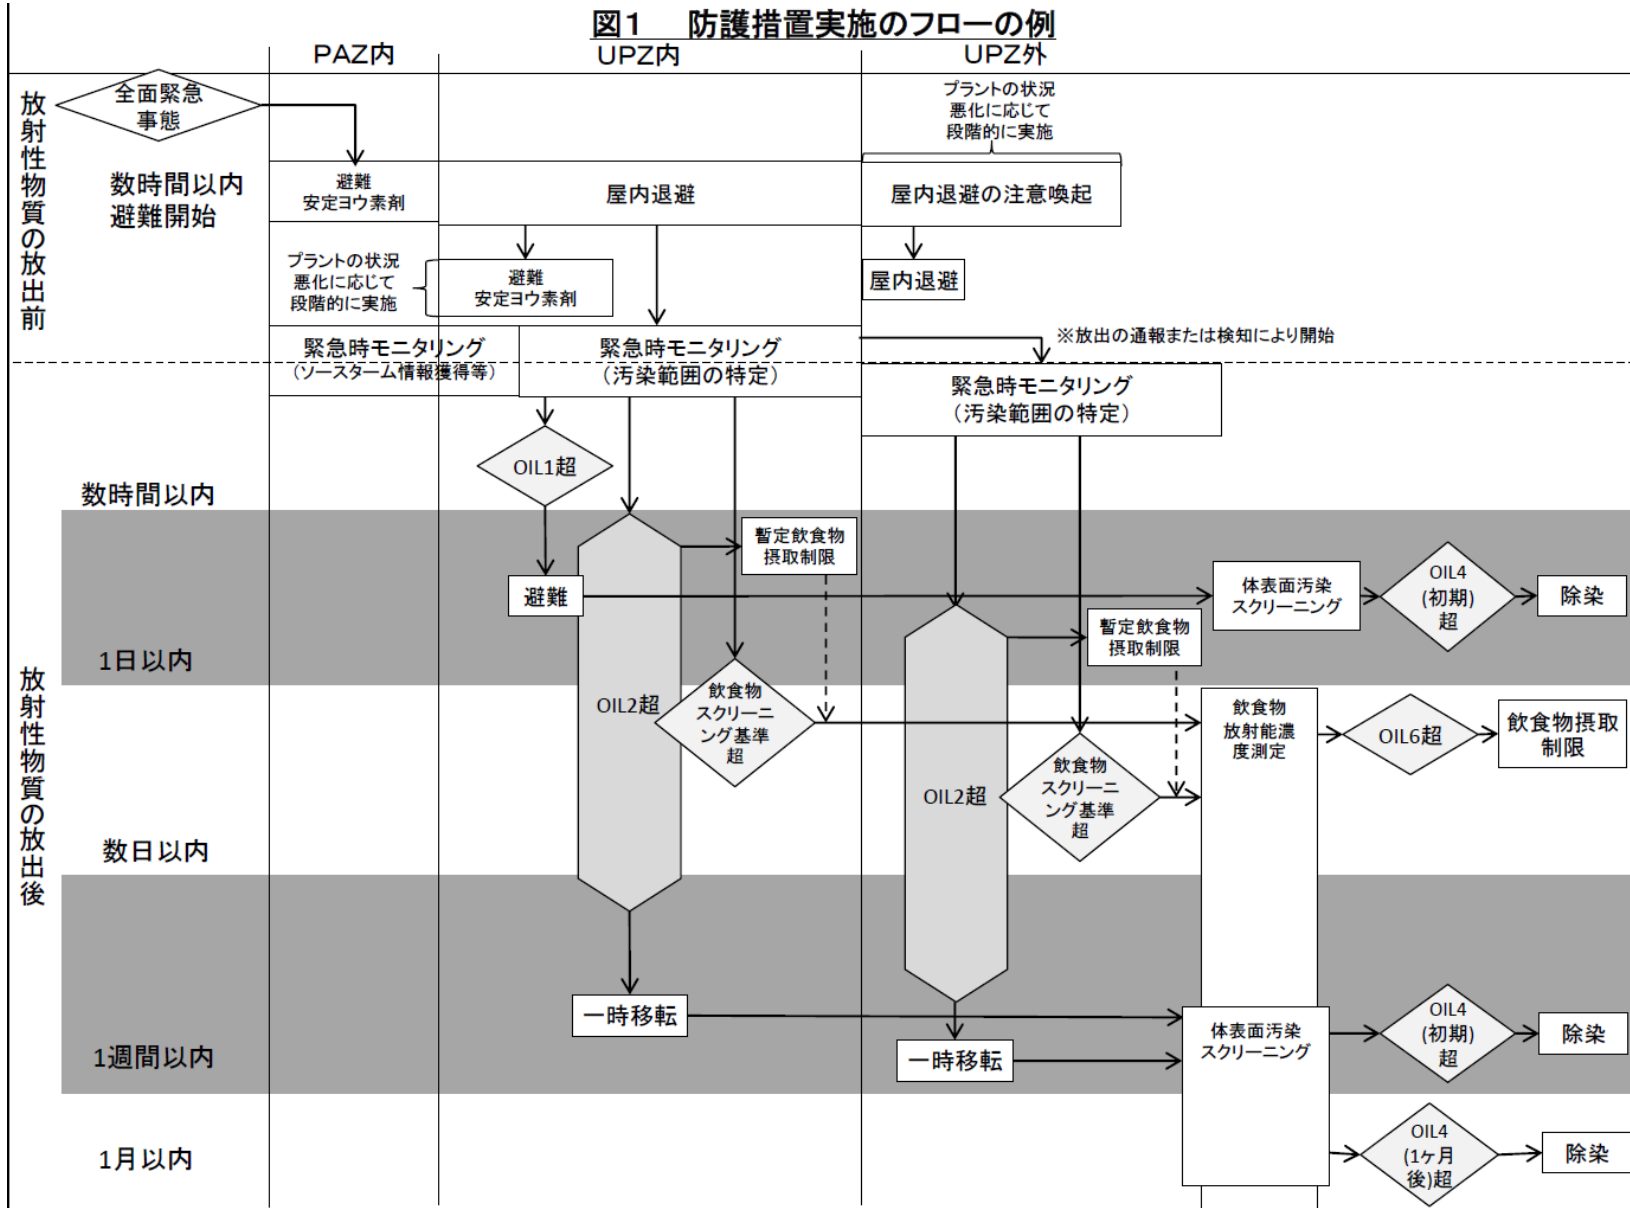 図1　防護措置実施のフローの例
PAZ内
UPZ内
UPZ外
放射性物質の放出前
全面緊急
事態
数時間以内
避難開始
避難
安定ヨウ素剤
屋内退避
プラントの状況
悪化に応じて
段階的に実施
屋内退避の注意喚起
プラントの状況
悪化に応じて
段階的に実施
避難
安定ヨウ素剤
屋内退避
緊急時モニタリング
（ソースターム情報獲得等）
緊急時モニタリング
（汚染範囲の特定）
※放出の通報または検知により開始
緊急時モニタリング
（汚染範囲の特定）
放射性物質の放出後
数時間以内
OIL1超
避難
OIL2超
暫定飲食物
摂取制限
体表面汚染
スクリーニング
OIL4
(初期)
超
除染
1日以内
暫定飲食物
摂取制限
飲食物
スクリーニ
ング基準
超
飲食物
放射能濃
度測定
OIL6超
飲食物摂取
制限
OIL2超
飲食物
スクリーニ
ング基準
超
数日以内
一時移転
1週間以内
一時移転
体表面汚染
スクリーニング
OIL4
(初期)
超
除染
1月以内
OIL4
(1ヶ月
後)超
除染